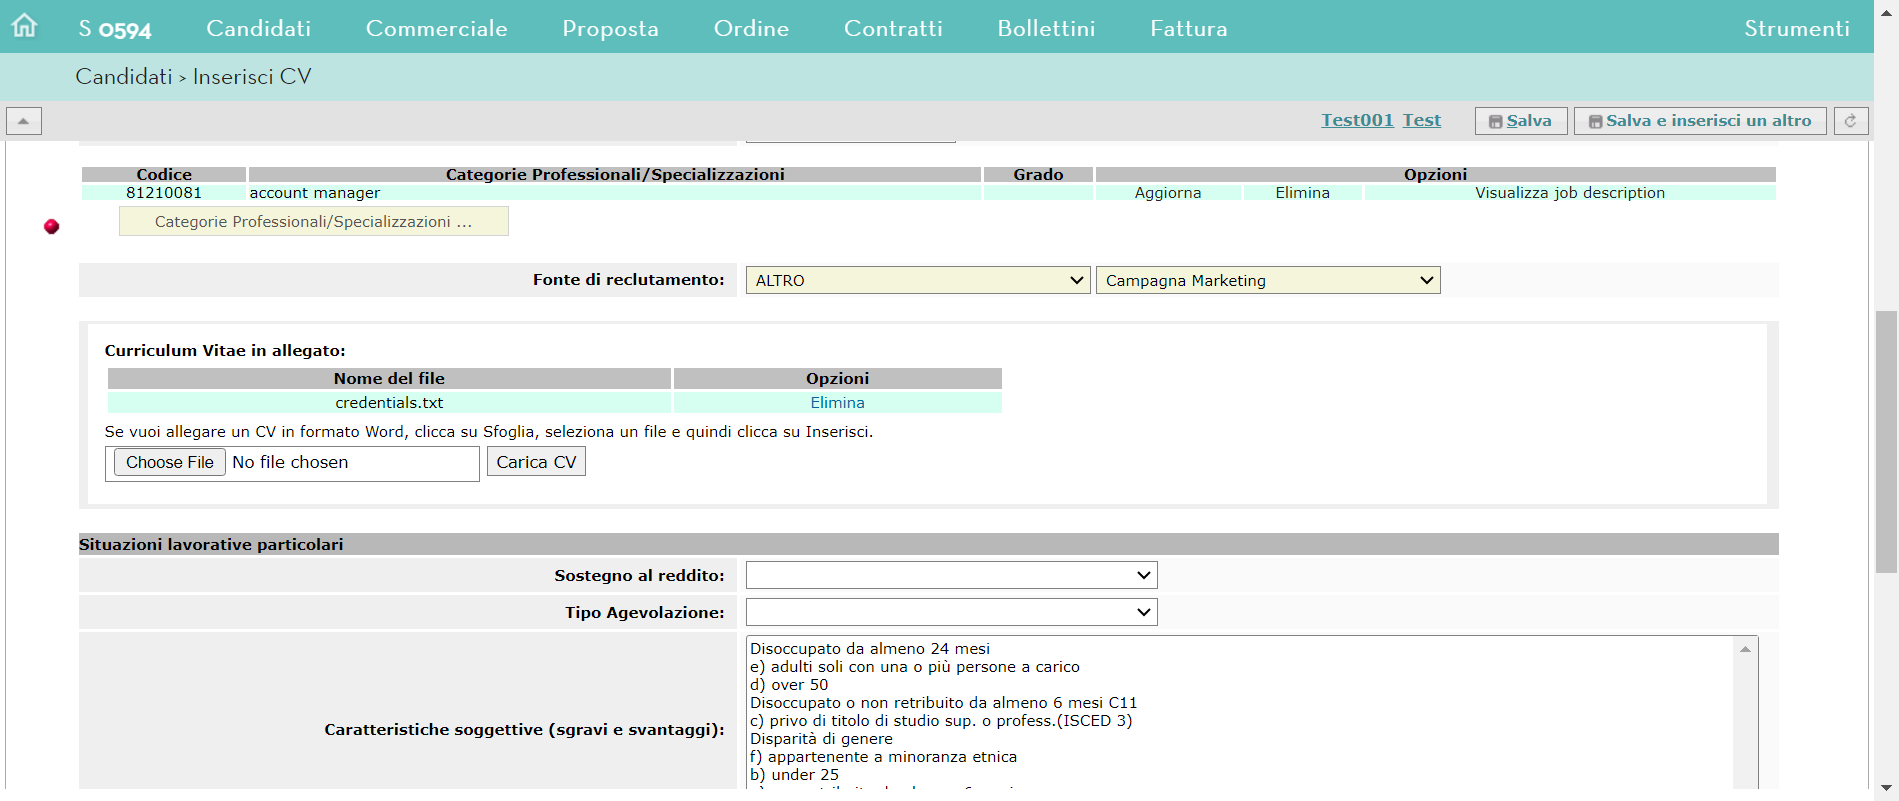 S 0594 Candidati Commerciale Proposta Ordine Contratti Bollettini Fattura Strumenti
Candidati > Inserisci CV
Test001 Test Salva Salva e inserisci un altro
Codice Categorie Professionali/Specializzazioni Grado Opzioni
81210081 account manager Aggiorna Elimina Visualizza job description
Categorie Professionali/Specializzazioni ...
Fonte di reclutamento: ALTRO Campagna Marketing
Curriculum Vitae in allegato:
Nome del file Opzioni
credentials.txt Elimina
Se vuoi allegare un CV in formato Word, clicca su Sfoglia, seleziona un file e quindi clicca su Inserisci.
Choose File No file chosen Carica CV
Situazioni lavorative particolari
Sostegno al reddito:
Tipo Agevolazione:
Caratteristiche soggettive (sgravi e svantaggi):
Disoccupato da almeno 24 mesi
e) adulti soli con una o più persone a carico
d) over 50
Disoccupato o non retribuito da almeno 6 mesi C11
c) privo di titolo di studio sup. o profess.(ISCED 3)
Disparità di genere
f) appartenente a minoranza etnica
b) under 25